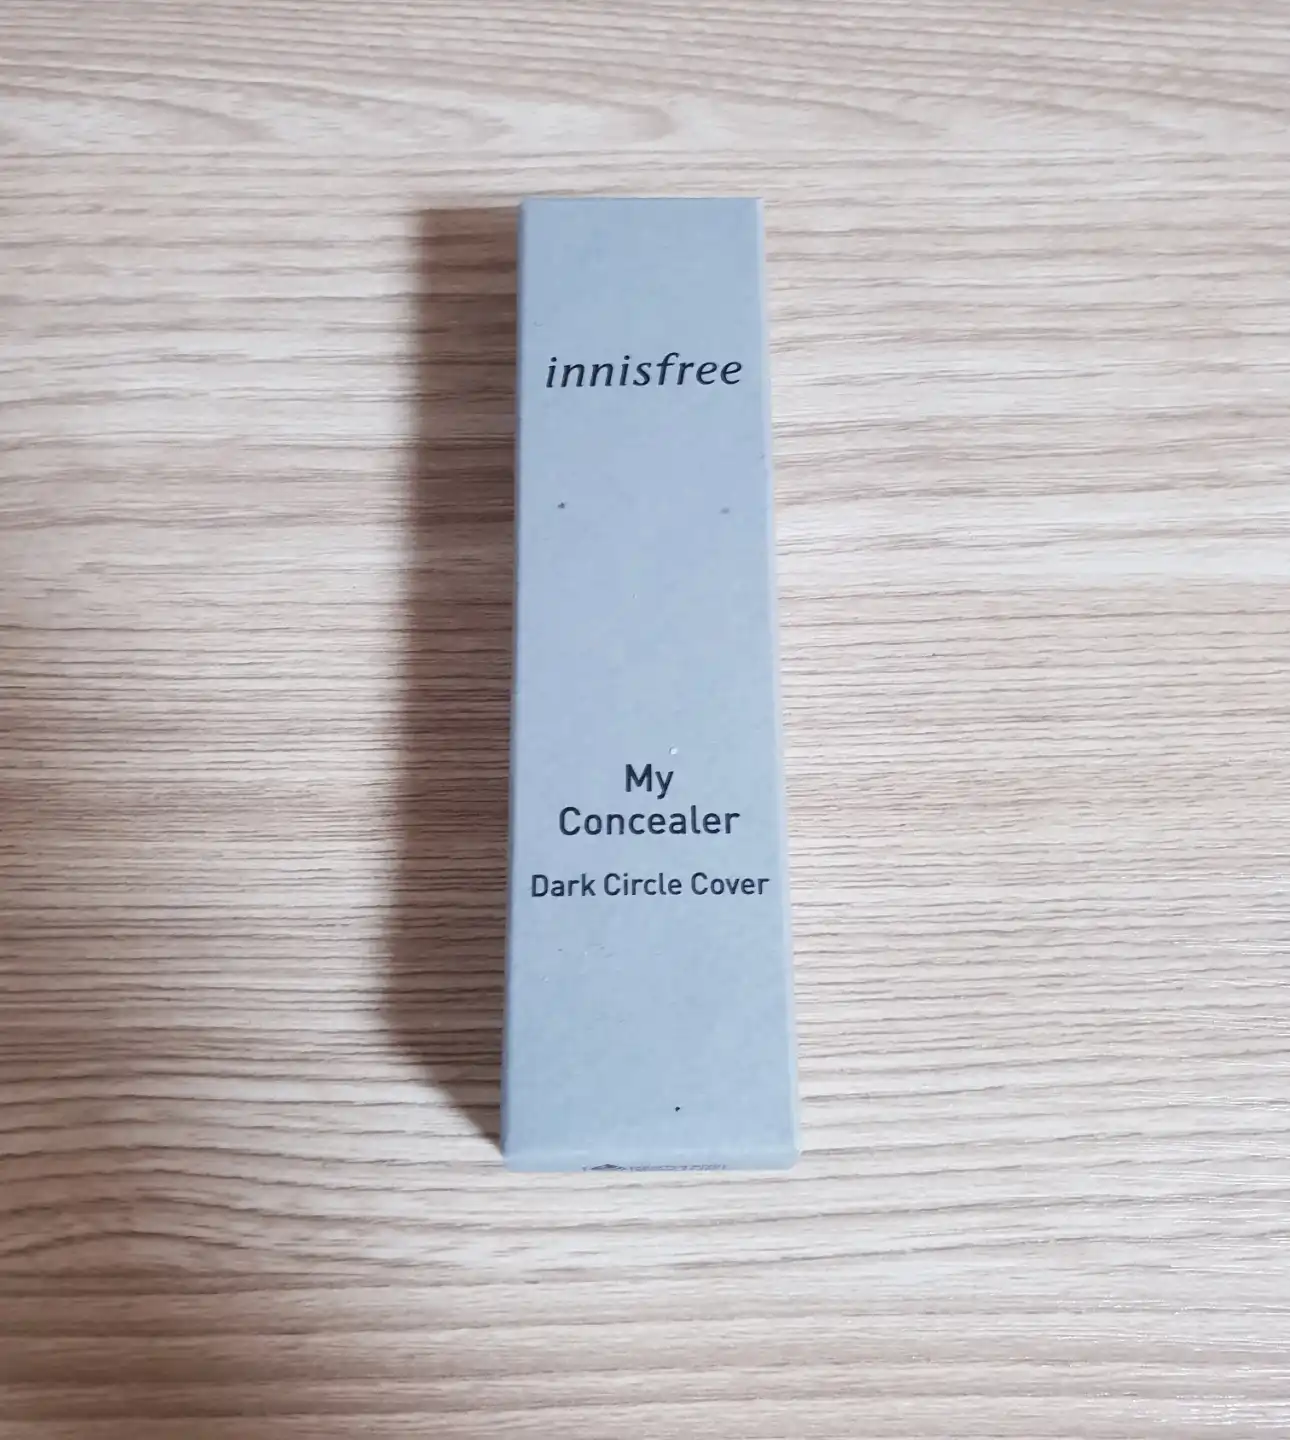 innisfree
My
Concealer
Dark Circle Cover